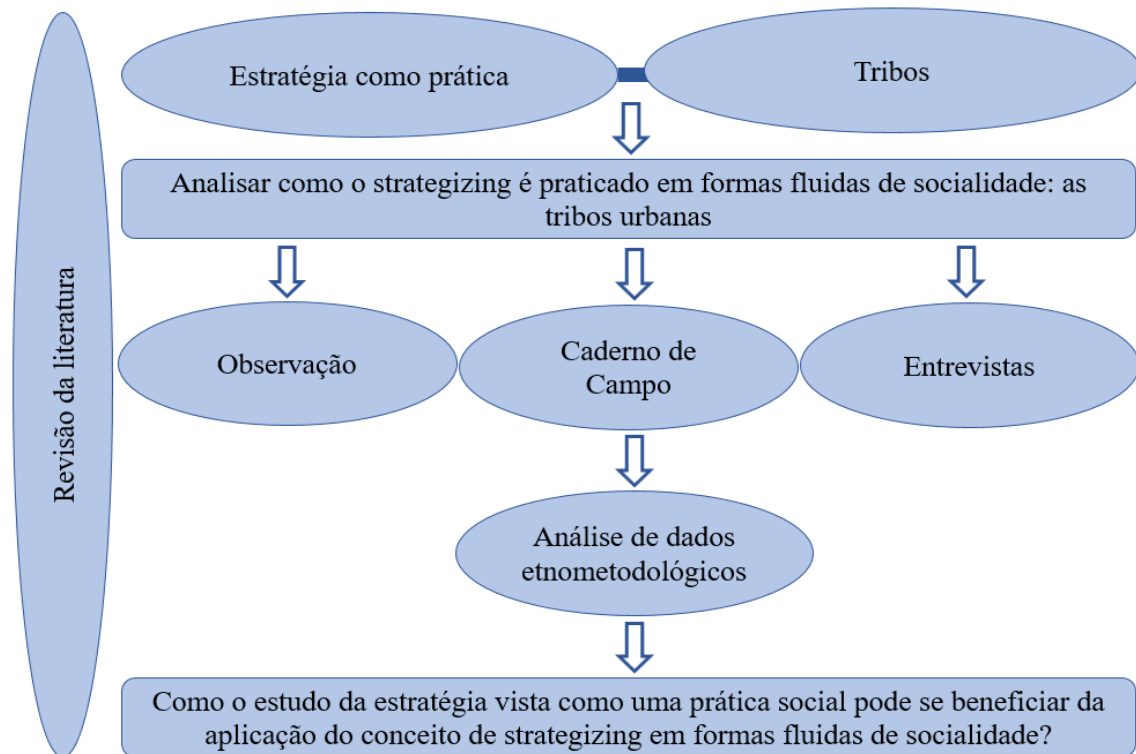 Revisão da literatura
Estratégia como prática
Tribos
Analisar como o strategizing é praticado em formas fluidas de socialidade: as
tribos urbanas
Observação
Caderno de
Campo
Entrevistas
Análise de dados
etnometodológicos
Como o estudo da estratégia vista como uma prática social pode se beneficiar da
aplicação do conceito de strategizing em formas fluidas de socialidade?